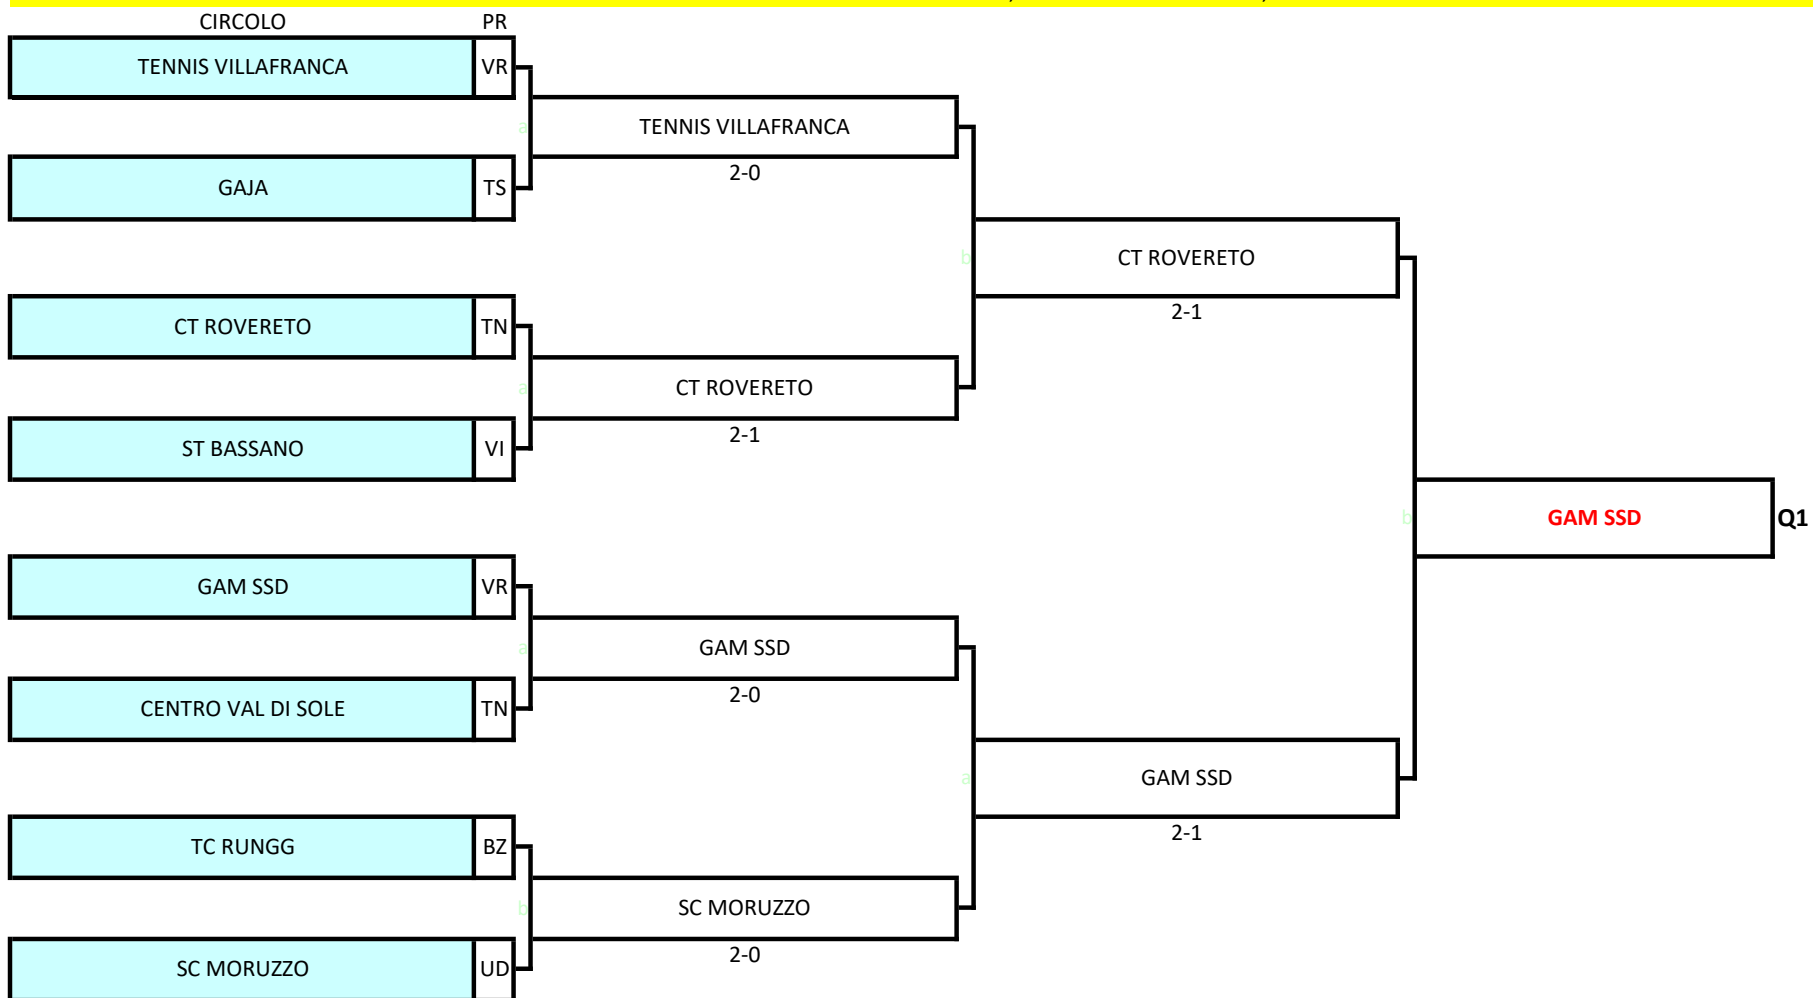 CIRCOLO PR
TENNIS VILLAFRANCA VR
a TENNIS VILLAFRANCA
2-0
GAJA TS
b CT ROVERETO
2-1
CT ROVERETO TN
a CT ROVERETO
2-1
ST BASSANO VI
b GAM SSD Q1
GAM SSD VR
a GAM SSD
2-0
CENTRO VAL DI SOLE TN
a GAM SSD
2-1
TC RUNGG BZ
b SC MORUZZO
2-0
SC MORUZZO UD